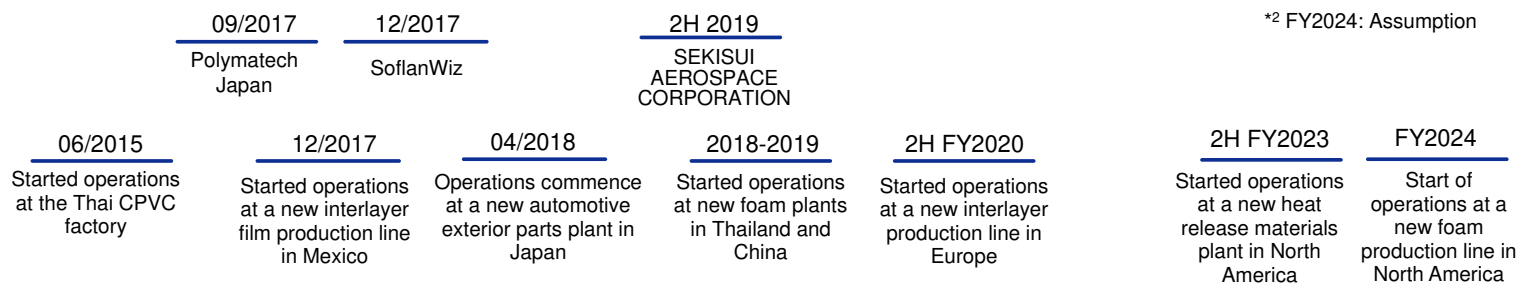 09/2017
Polymatech
Japan
12/2017
SoflanWiz
2H 2019
SEKISUI
AEROSPACE
CORPORATION
*2 FY2024: Assumption
06/2015
Started operations
at the Thai CPVC
factory
12/2017
Started operations
at a new interlayer
film production line
in Mexico
04/2018
Operations commence
at a new automotive
exterior parts plant in
Japan
2018-2019
Started operations
at new foam plants
in Thailand and
China
2H FY2020
Started operations
at a new interlayer
production line in
Europe
2H FY2023
Started operations
at a new heat
release materials
plant in North
America
FY2024
Start of
operations at a
new foam
production line in
North America